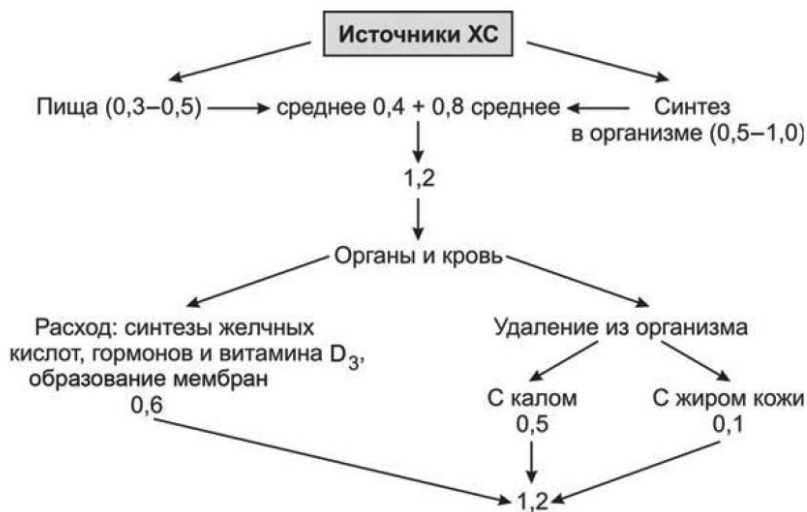 Источники ХС
Пища (0,3–0,5)
среднее 0,4 + 0,8 среднее
Синтез
в организме (0,5–1,0)
1,2
Органы и кровь
Расход: синтезы желчных
кислот, гормонов и витамина D3,
образование мембран
0,6
Удаление из организма
С калом
0,5
С жиром кожи
0,1
1,2